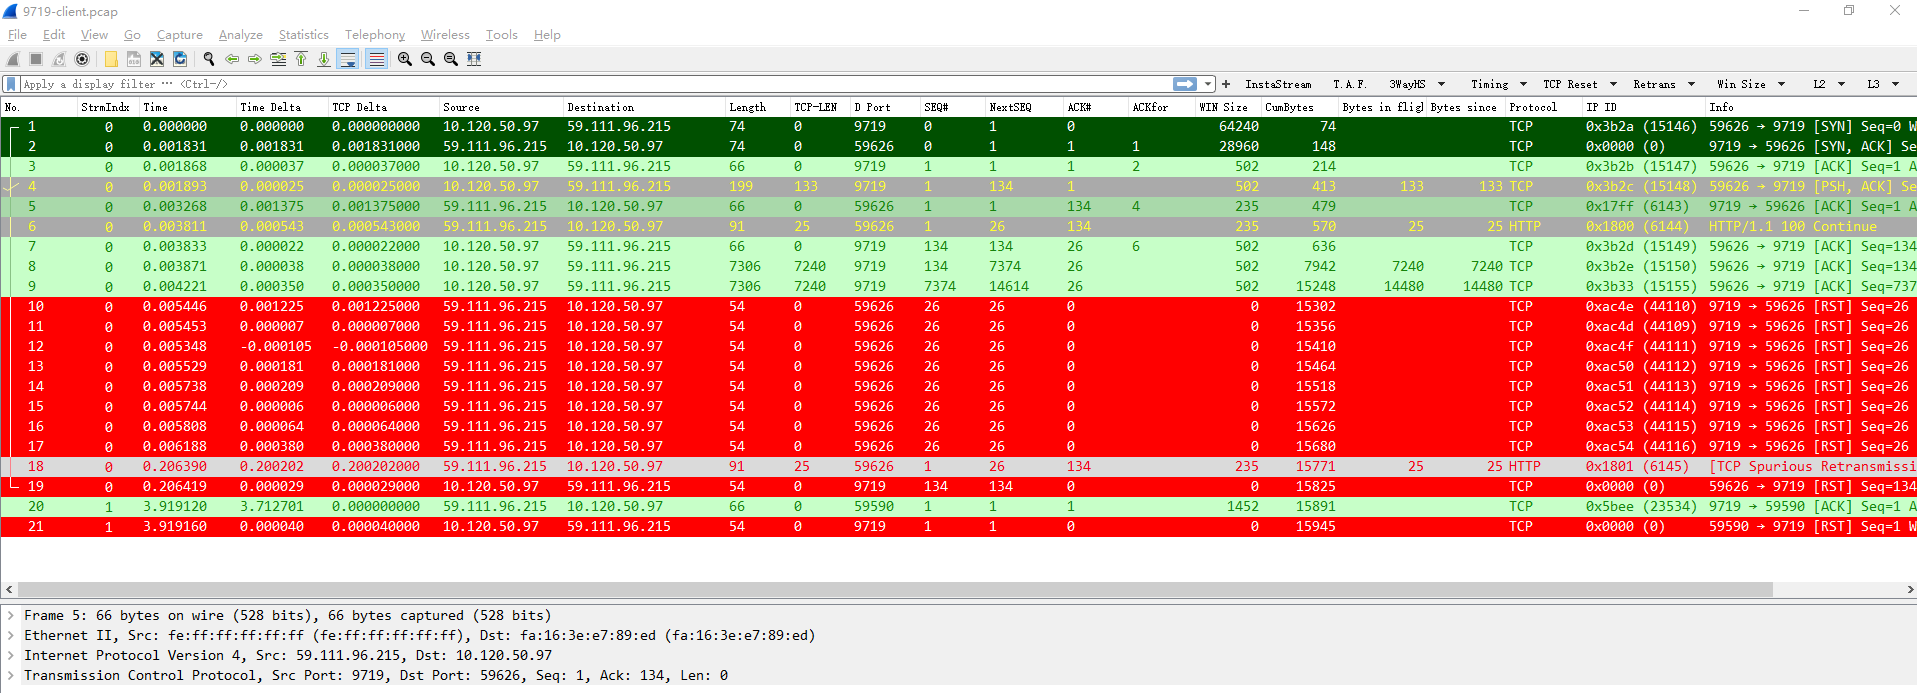 9719-client.pcap
File Edit View Go Capture Analyze Statistics Telephony Wireless Tools Help
Apply a display filter ··· <Ctrl-/> + InstaStream T.A.F. 3WayHS Timing TCP Reset Retrans Win Size L2 L3
No. StrmIndx Time Time Delta TCP Delta Source Destination Length TCP-LEN D Port SEQ# NextSEQ ACK# ACKfor WIN Size CumBytes Bytes in flig Bytes since Protocol IP ID Info
1 0 0.000000 0.000000 0.000000000 10.120.50.97 59.111.96.215 74 0 9719 0 1 0 64240 74 TCP 0x3b2a (15146) 59626 → 9719 [SYN] Seq=0 W
2 0 0.001831 0.001831 0.001831000 59.111.96.215 10.120.50.97 74 0 59626 0 1 1 1 28960 148 TCP 0x0000 (0) 9719 → 59626 [SYN, ACK] Se
3 0 0.001868 0.000037 0.000037000 10.120.50.97 59.111.96.215 66 0 9719 1 1 1 2 502 214 TCP 0x3b2b (15147) 59626 → 9719 [ACK] Seq=1 A
4 0 0.001893 0.000025 0.000025000 10.120.50.97 59.111.96.215 199 133 9719 1 134 1 502 413 133 133 TCP 0x3b2c (15148) 59626 → 9719 [PSH, ACK] Se
5 0 0.003268 0.001375 0.001375000 59.111.96.215 10.120.50.97 66 0 59626 1 1 134 4 235 479 TCP 0x17ff (6143) 9719 → 59626 [ACK] Seq=1 A
6 0 0.003811 0.000543 0.000543000 59.111.96.215 10.120.50.97 91 25 59626 1 26 134 235 570 25 25 HTTP 0x1800 (6144) HTTP/1.1 100 Continue
7 0 0.003833 0.000022 0.000022000 10.120.50.97 59.111.96.215 66 0 9719 134 134 26 6 502 636 TCP 0x3b2d (15149) 59626 → 9719 [ACK] Seq=134
8 0 0.003871 0.000038 0.000038000 10.120.50.97 59.111.96.215 7306 7240 9719 134 7374 26 502 7942 7240 7240 TCP 0x3b2e (15150) 59626 → 9719 [ACK] Seq=134
9 0 0.004221 0.000350 0.000350000 10.120.50.97 59.111.96.215 7306 7240 9719 7374 14614 26 502 15248 14480 14480 TCP 0x3b33 (15155) 59626 → 9719 [ACK] Seq=737
10 0 0.005446 0.001225 0.001225000 59.111.96.215 10.120.50.97 54 0 59626 26 26 0 0 15302 TCP 0xac4e (44110) 9719 → 59626 [RST] Seq=26
11 0 0.005453 0.000007 0.000007000 59.111.96.215 10.120.50.97 54 0 59626 26 26 0 0 15356 TCP 0xac4d (44109) 9719 → 59626 [RST] Seq=26
12 0 0.005348 -0.000105 -0.000105000 59.111.96.215 10.120.50.97 54 0 59626 26 26 0 0 15410 TCP 0xac4f (44111) 9719 → 59626 [RST] Seq=26
13 0 0.005529 0.000181 0.000181000 59.111.96.215 10.120.50.97 54 0 59626 26 26 0 0 15464 TCP 0xac50 (44112) 9719 → 59626 [RST] Seq=26
14 0 0.005738 0.000209 0.000209000 59.111.96.215 10.120.50.97 54 0 59626 26 26 0 0 15518 TCP 0xac51 (44113) 9719 → 59626 [RST] Seq=26
15 0 0.005744 0.000006 0.000006000 59.111.96.215 10.120.50.97 54 0 59626 26 26 0 0 15572 TCP 0xac52 (44114) 9719 → 59626 [RST] Seq=26
16 0 0.005808 0.000064 0.000064000 59.111.96.215 10.120.50.97 54 0 59626 26 26 0 0 15626 TCP 0xac53 (44115) 9719 → 59626 [RST] Seq=26
17 0 0.006188 0.000380 0.000380000 59.111.96.215 10.120.50.97 54 0 59626 26 26 0 0 15680 TCP 0xac54 (44116) 9719 → 59626 [RST] Seq=26
18 0 0.206390 0.200202 0.200202000 59.111.96.215 10.120.50.97 91 25 59626 1 26 134 235 15771 25 25 HTTP 0x1801 (6145) [TCP Spurious Retransmissi
19 0 0.206419 0.000029 0.000029000 10.120.50.97 59.111.96.215 54 0 9719 134 134 0 0 15825 TCP 0x0000 (0) 59626 → 9719 [RST] Seq=134
20 1 3.919120 3.712701 0.000000000 59.111.96.215 10.120.50.97 66 0 59590 1 1 1 1452 15891 TCP 0x5bee (23534) 9719 → 59590 [ACK] Seq=1 A
21 1 3.919160 0.000040 0.000040000 10.120.50.97 59.111.96.215 54 0 9719 1 1 0 0 15945 TCP 0x0000 (0) 59590 → 9719 [RST] Seq=1 W
Frame 5: 66 bytes on wire (528 bits), 66 bytes captured (528 bits)
Ethernet II, Src: fe:ff:ff:ff:ff:ff (fe:ff:ff:ff:ff:ff), Dst: fa:16:3e:e7:89:ed (fa:16:3e:e7:89:ed)
Internet Protocol Version 4, Src: 59.111.96.215, Dst: 10.120.50.97
Transmission Control Protocol, Src Port: 9719, Dst Port: 59626, Seq: 1, Ack: 134, Len: 0